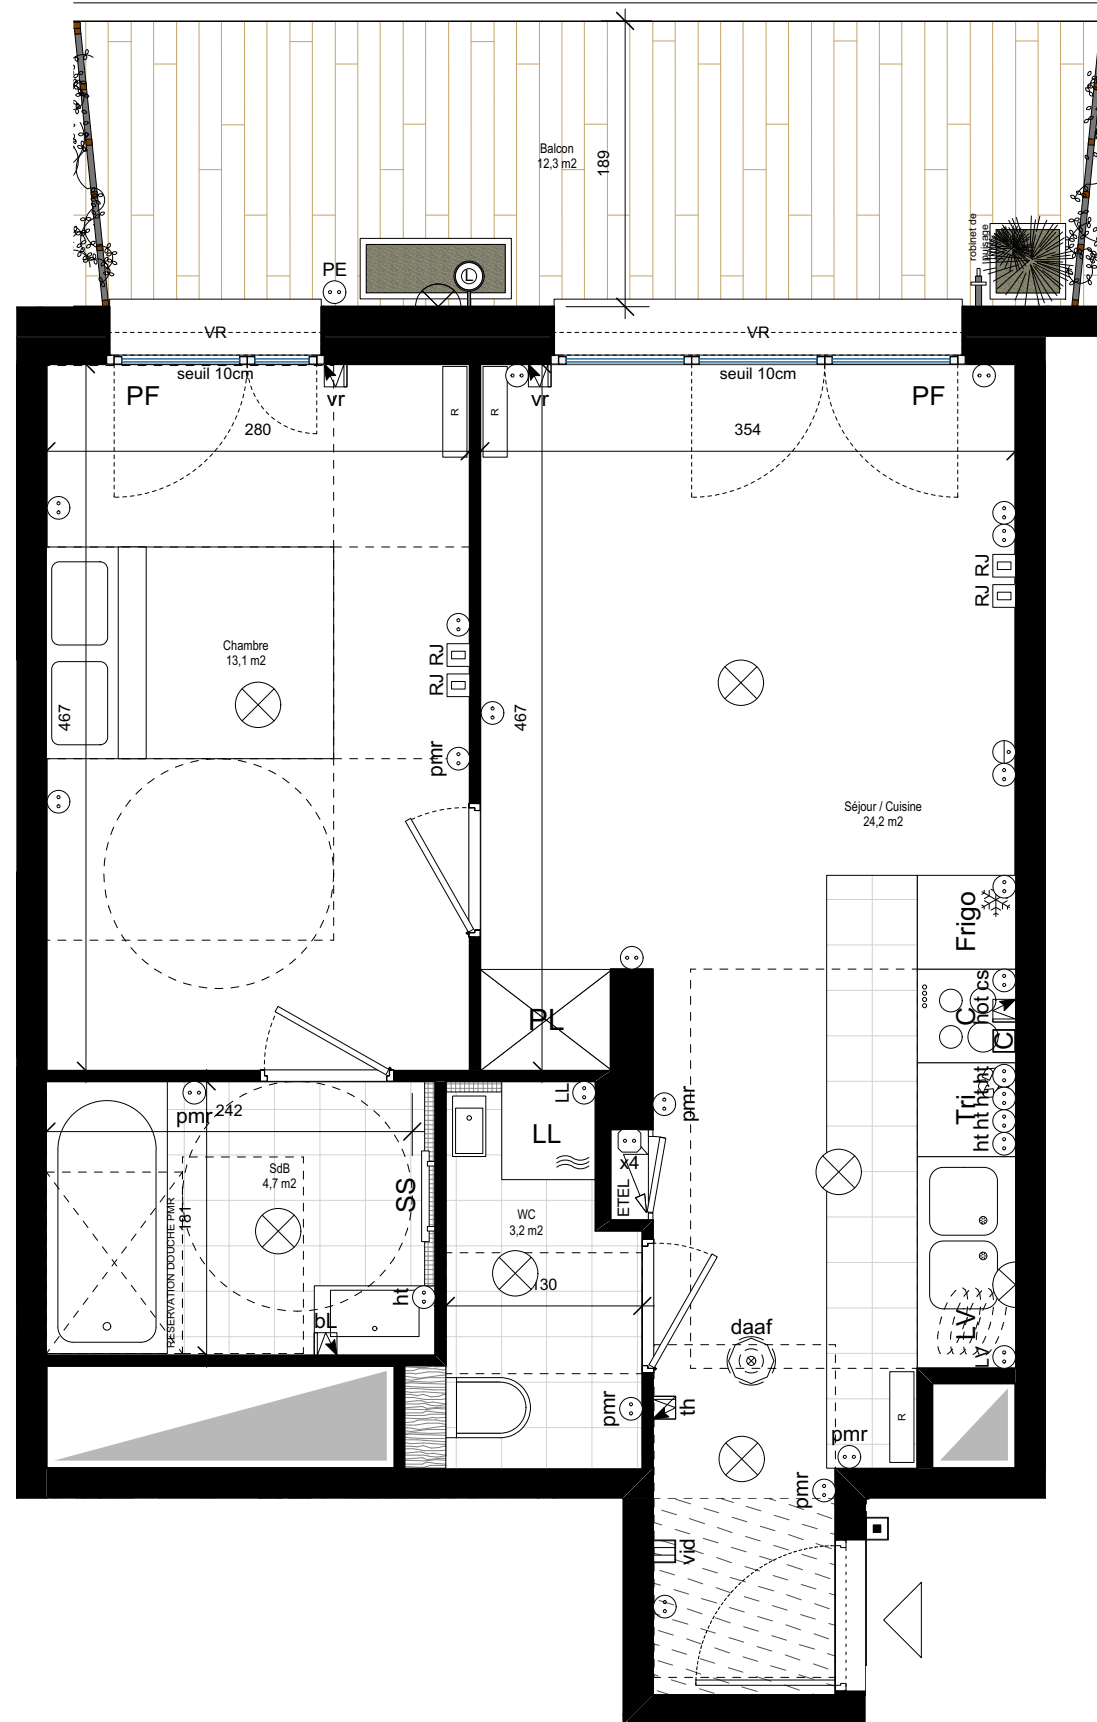 Balcon
12,3 m2
189
robinet de
puisage
PE
L
VR
VR
seuil 10cm
seuil 10cm
PF
vr
vr
PF
R
R
280
354
RJ
RJ
Chambre
13,1 m2
RJ
RJ
467
467
pmr
Séjour / Cuisine
24,2 m2
Frigo
PL
cs
hot
C
C
LL
LL
pmr
pmr
242
ht
ht
ht
ht
Tri
x4
ETEL
SdB
4,7 m2
SS
WC
3,2 m2
181
RESERVATION DOUCHE PMR
130
ht
bL
daaf
LV
LV
pmr
th
R
pmr
pmr
vid